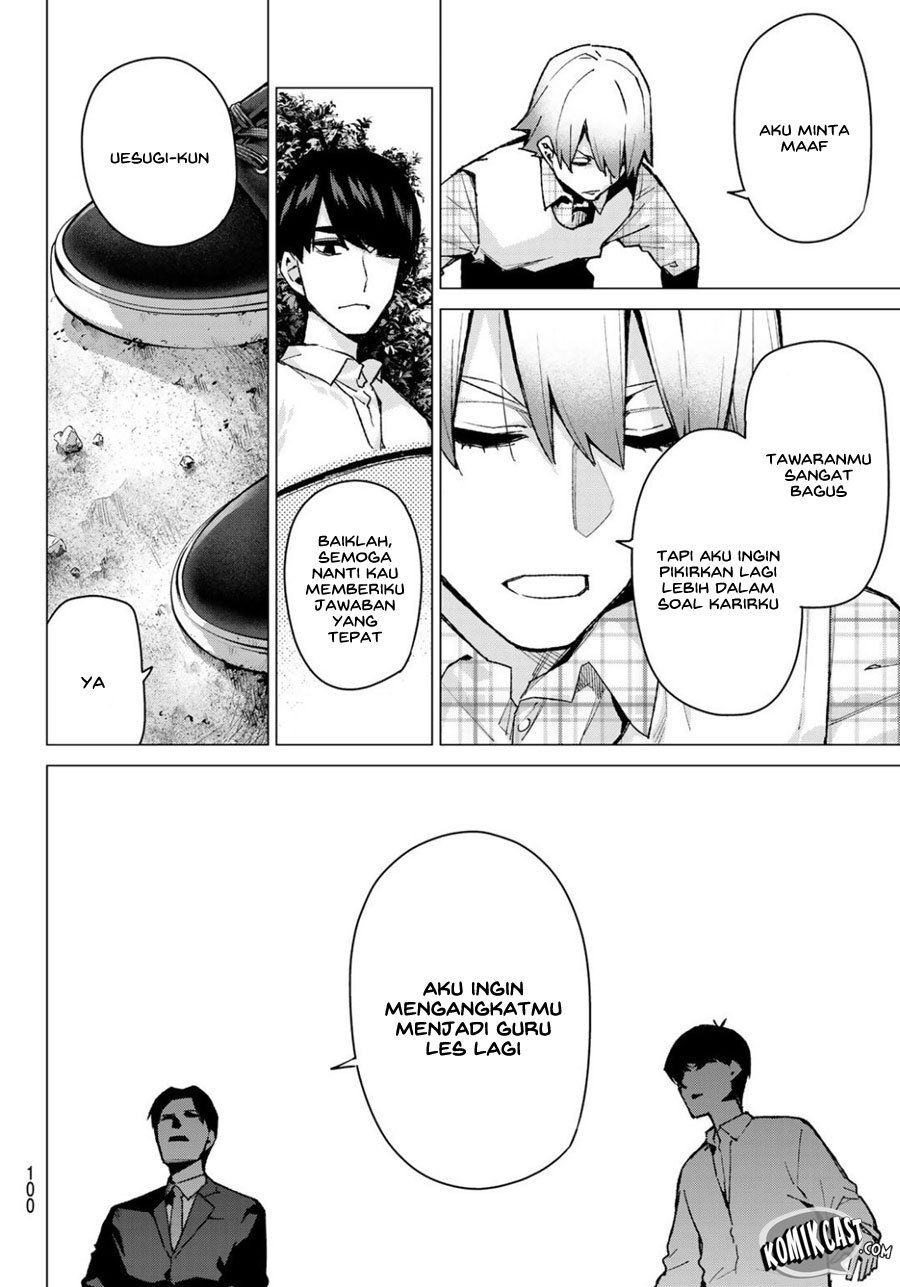 AKU MINTA
MAAF
TAWARANMU
SANGAT
BAGUS
TAPI AKU INGIN
PIKIRKAN LAGI
LEBIH DALAM
SOAL KARIRKU
BAIKLAH,
SEMOGA
NANTI KAU
MEMBERIKU
JAWABAN
YANG
TEPAT
UESUGI-KUN
YA
AKU INGIN
MENGANGKATMU
MENJADI GURU
LES LAGI
100
KOMIKCAST.COM